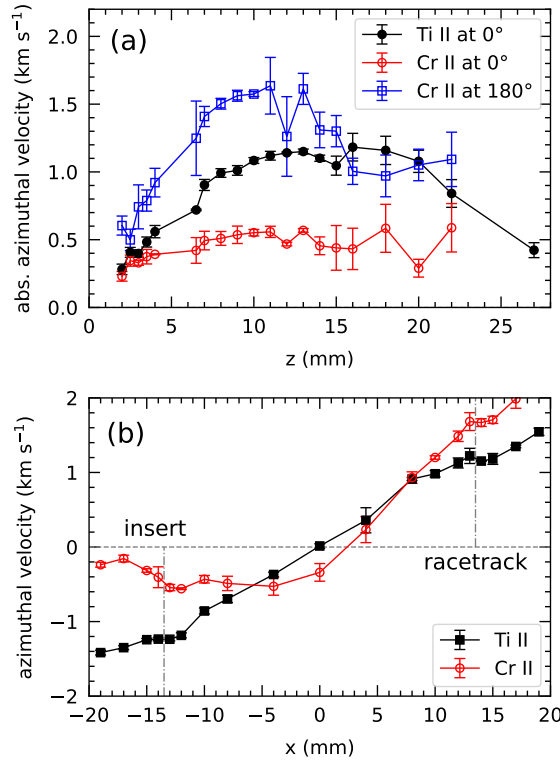 (a)
Ti II at 0°
Cr II at 0°
Cr II at 180°
abs. azimuthal velocity (km s⁻¹)
2.0
1.5
1.0
0.5
0.0
0 5 10 15 20 25
z (mm)
(b)
azimuthal velocity (km s⁻¹)
2
1
0
−1
−2
insert
racetrack
Ti II
Cr II
−20 −15 −10 −5 0 5 10 15 20
x (mm)